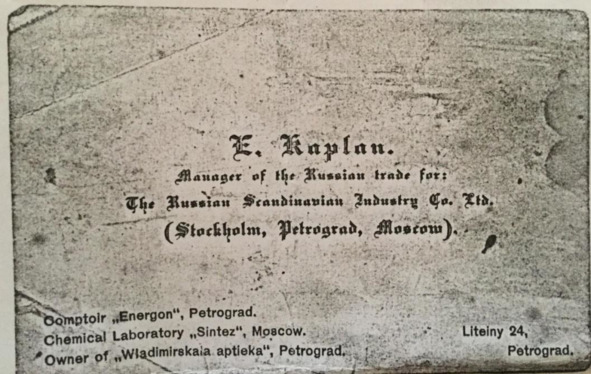 E. Kaplan.
Manager of the Russian trade for:
The Russian Scandinavian Industry Co. Ltd.
(Stockholm, Petrograd, Moscow).
Comptoir „Energon", Petrograd.
Chemical Laboratory „Sintez", Moscow.
Owner of „Wladimirskaia aptieka", Petrograd.
Liteiny 24,
Petrograd.